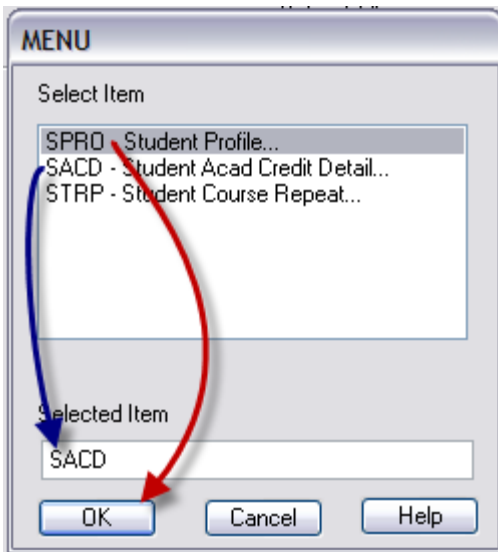 MENU
Select Item
SPRO - Student Profile...
SACD - Student Acad Credit Detail...
STRP - Student Course Repeat...
Selected Item
SACD
OK Cancel Help